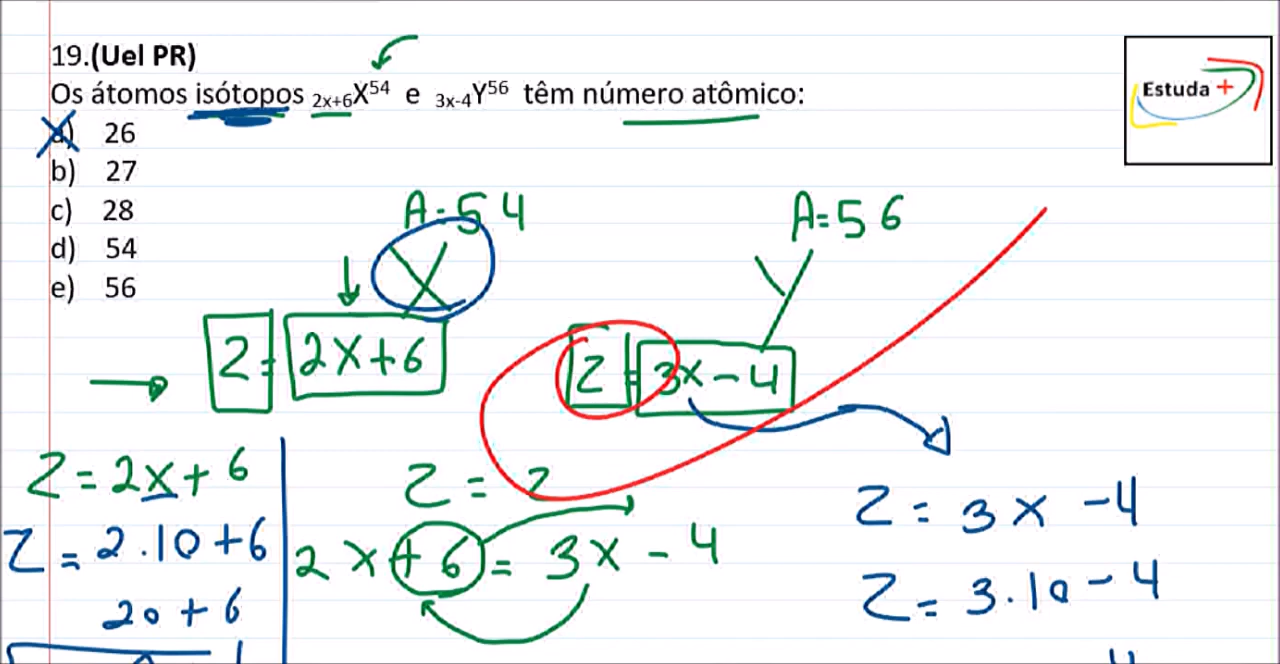 19.(Uel PR)
Os átomos isótopos 2x+6X54 e 3x-4Y56 têm número atômico:
a) 26
b) 27
c) 28
d) 54
e) 56
Estuda +
A=54
A=56
X
Y
Z=2X+6
Z=3x-4
Z=2x+6
Z=2.10+6
20+6
Z=Z
2x+6=3x-4
Z=3x-4
Z=3.10-4